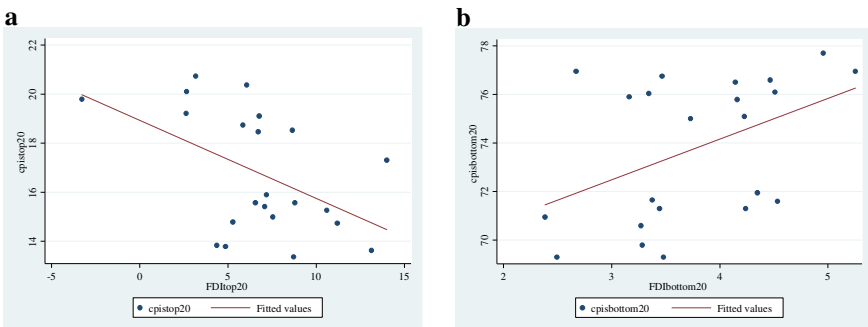 a
22
20
18
16
14
cpistop20
-5
0
5
10
15
FDItop20
cpistop20
Fitted values
b
78
76
74
72
70
cpisbottom20
2
3
4
5
FDIbottom20
cpisbottom20
Fitted values